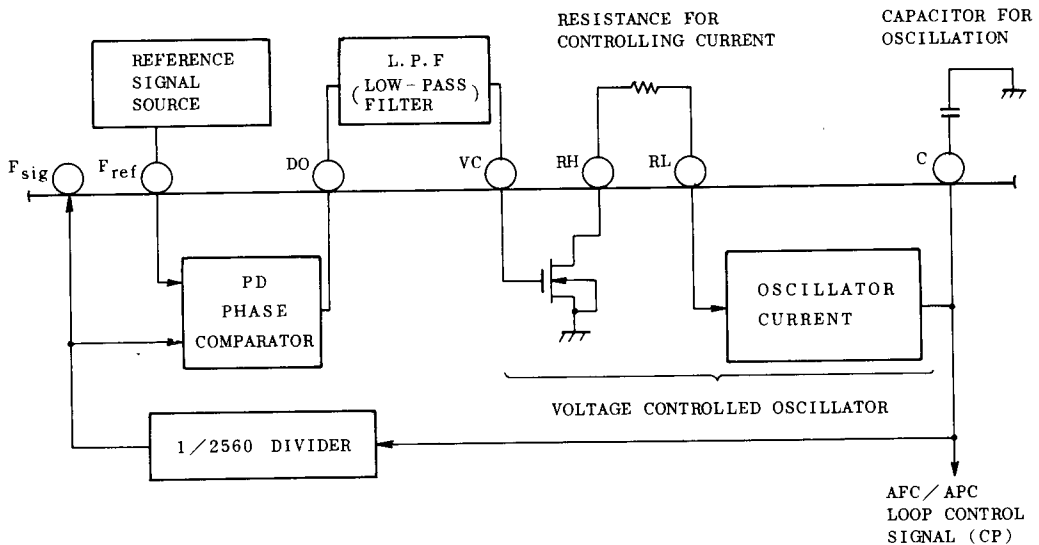 RESISTANCE FOR
CONTROLLING CURRENT
CAPACITOR FOR
OSCILLATION
REFERENCE
SIGNAL
SOURCE
L.P.F
(LOW-PASS
FILTER)
Fsig
Fref
DO
VC
RH
RL
C
PD
PHASE
COMPARATOR
OSCILLATOR
CURRENT
VOLTAGE CONTROLLED OSCILLATOR
1/2560 DIVIDER
AFC/APC
LOOP CONTROL
SIGNAL (CP)